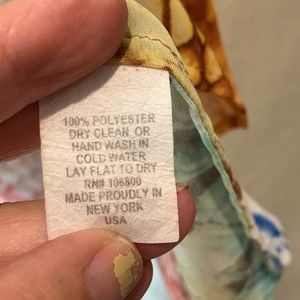 100% POLYESTER
DRY CLEAN OR
HAND WASH IN
COLD WATER
LAY FLAT TO DRY
RN# 106800
MADE PROUDLY IN
NEW YORK
USA